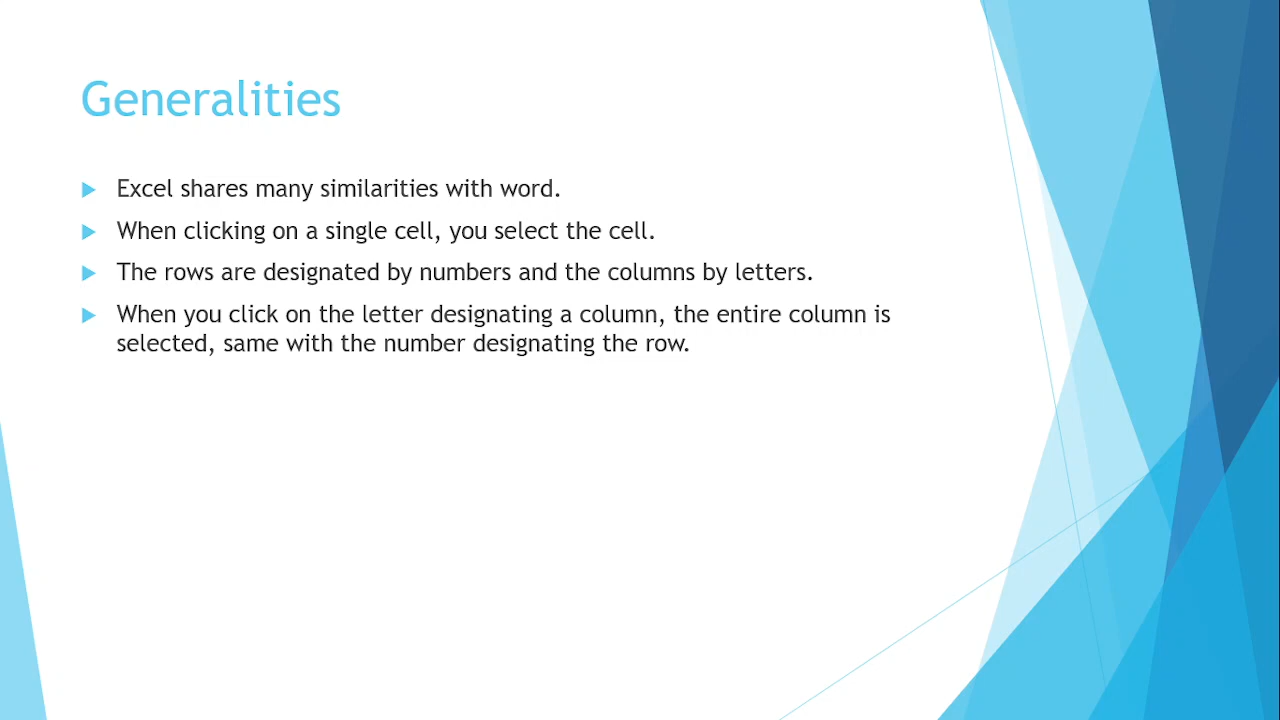 Generalities
Excel shares many similarities with word.
When clicking on a single cell, you select the cell.
The rows are designated by numbers and the columns by letters.
When you click on the letter designating a column, the entire column is
selected, same with the number designating the row.